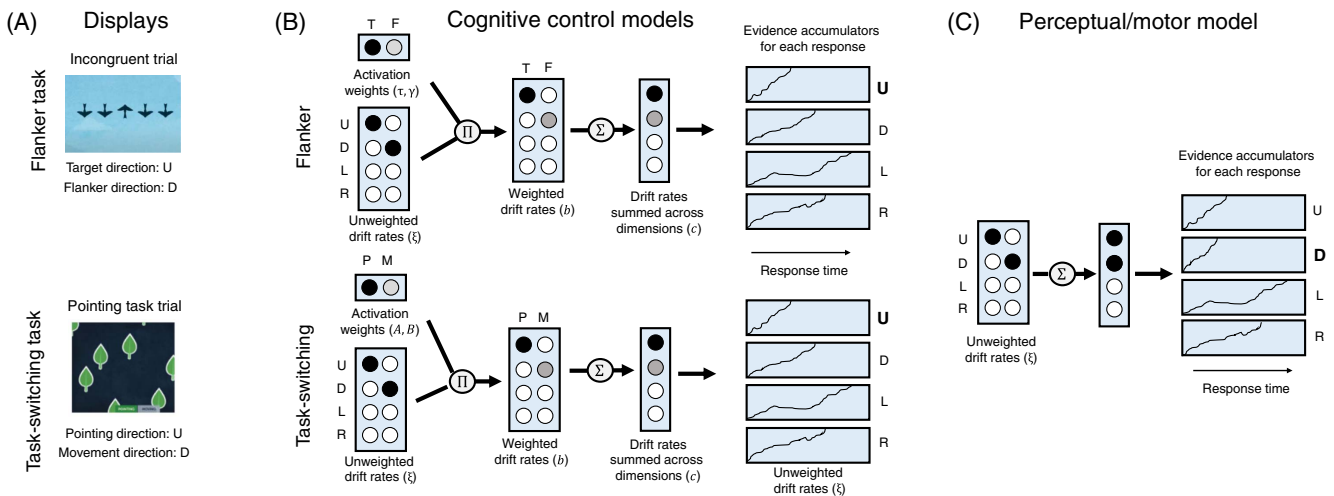 (A) Displays
Flanker task
Incongruent trial
Target direction: U
Flanker direction: D
Task-switching task
Pointing task trial
Pointing direction: U
Movement direction: D
(B) Cognitive control models
Flanker
T F
Activation
weights (τ, γ)
U
D
L
R
Unweighted
drift rates (ξ)
Π
T F
Weighted
drift rates (b)
Σ
Drift rates
summed across
dimensions (c)
Evidence accumulators
for each response
U
D
L
R
Response time
Task-switching
P M
Activation
weights (A, B)
U
D
L
R
Unweighted
drift rates (ξ)
Π
P M
Weighted
drift rates (b)
Σ
Drift rates
summed across
dimensions (c)
U
D
L
R
Unweighted
drift rates (ξ)
(C) Perceptual/motor model
U
D
L
R
Unweighted
drift rates (ξ)
Σ
Evidence accumulators
for each response
U
D
L
R
Response time